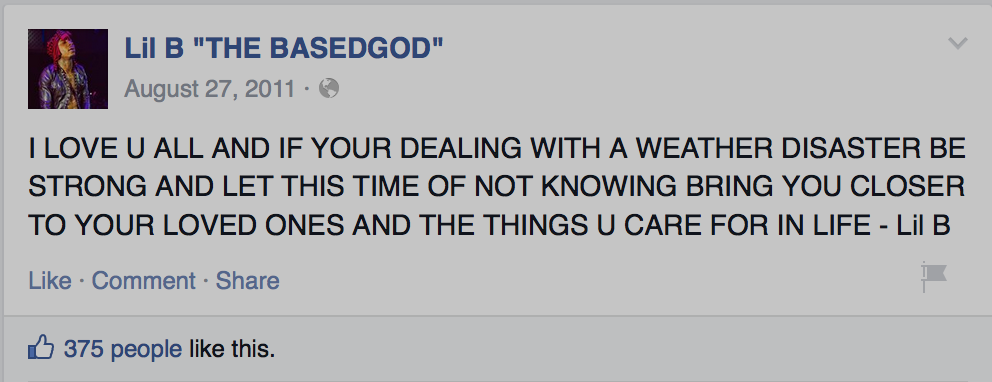 Lil B "THE BASEDGOD"
August 27, 2011 ·
I LOVE U ALL AND IF YOUR DEALING WITH A WEATHER DISASTER BE
STRONG AND LET THIS TIME OF NOT KNOWING BRING YOU CLOSER
TO YOUR LOVED ONES AND THE THINGS U CARE FOR IN LIFE - Lil B
Like · Comment · Share
375 people like this.